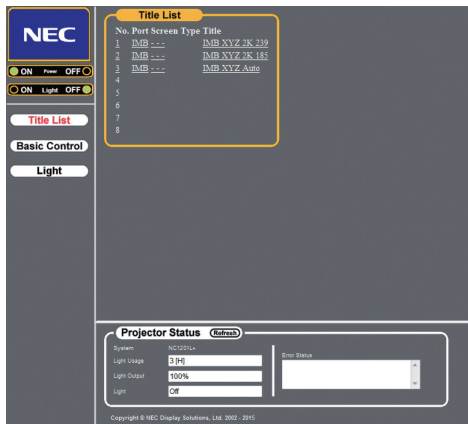 NEC
ON Power OFF
ON Light OFF
Title List
Basic Control
Light
Title List
No. Port Screen Type Title
1 IMB - - - IMB XYZ 2K 239
2 IMB - - - IMB XYZ 2K 185
3 IMB - - - IMB XYZ Auto
4
5
6
7
8
Projector Status Refresh
System NC1201L+
Light Usage 3 [H]
Light Output 100%
Light Off
Error Status
Copyright © NEC Display Solutions, Ltd. 2002 - 2015